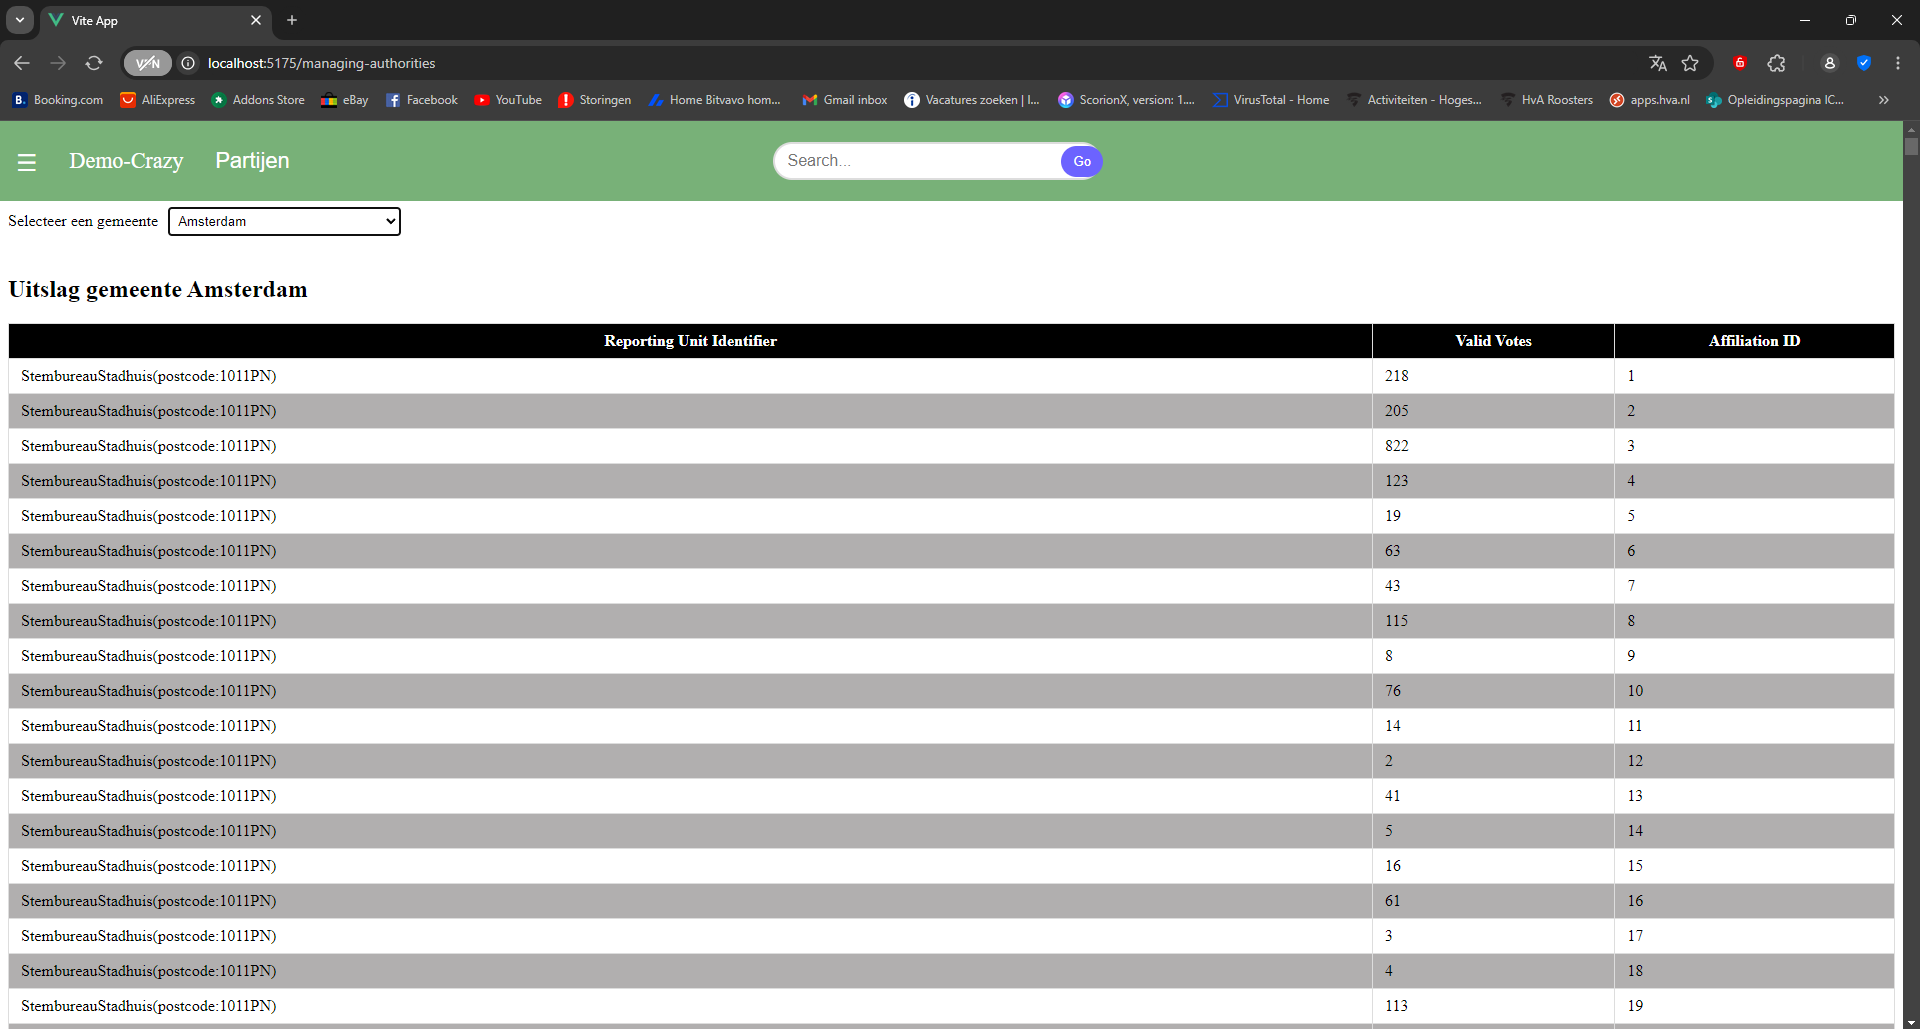 Vite App
VPN
localhost:5175/managing-authorities
Booking.com AliExpress Addons Store eBay Facebook YouTube Storingen Home Bitvavo hom... Gmail inbox Vacatures zoeken | I... ScorionX, version: 1.... VirusTotal - Home Activiteiten - Hoges... HvA Roosters apps.hva.nl Opleidingspagina IC... »
Demo-Crazy Partijen Search... Go
Selecteer een gemeente Amsterdam
Uitslag gemeente Amsterdam
Reporting Unit Identifier Valid Votes Affiliation ID
StembureauStadhuis(postcode:1011PN) 218 1
StembureauStadhuis(postcode:1011PN) 205 2
StembureauStadhuis(postcode:1011PN) 822 3
StembureauStadhuis(postcode:1011PN) 123 4
StembureauStadhuis(postcode:1011PN) 19 5
StembureauStadhuis(postcode:1011PN) 63 6
StembureauStadhuis(postcode:1011PN) 43 7
StembureauStadhuis(postcode:1011PN) 115 8
StembureauStadhuis(postcode:1011PN) 8 9
StembureauStadhuis(postcode:1011PN) 76 10
StembureauStadhuis(postcode:1011PN) 14 11
StembureauStadhuis(postcode:1011PN) 2 12
StembureauStadhuis(postcode:1011PN) 41 13
StembureauStadhuis(postcode:1011PN) 5 14
StembureauStadhuis(postcode:1011PN) 16 15
StembureauStadhuis(postcode:1011PN) 61 16
StembureauStadhuis(postcode:1011PN) 3 17
StembureauStadhuis(postcode:1011PN) 4 18
StembureauStadhuis(postcode:1011PN) 113 19